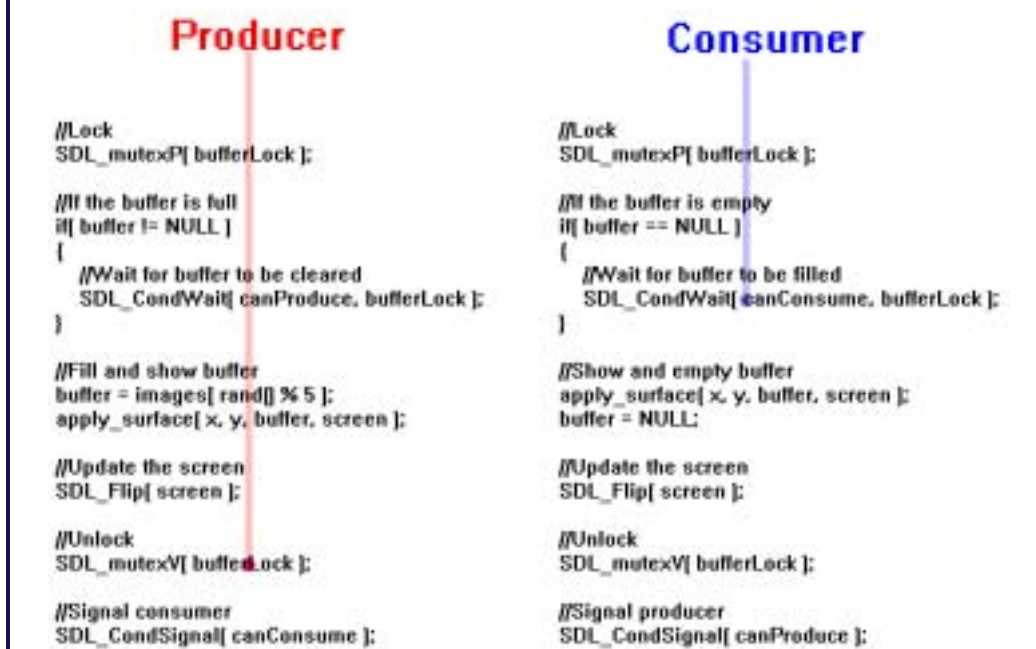 Producer
//Lock
SDL_mutexP( bufferLock );
//If the buffer is full
if( buffer != NULL )
{
//Wait for buffer to be cleared
SDL_CondWait( canProduce, bufferLock );
}
//Fill and show buffer
buffer = images( rand() % 5 );
apply_surface( x, y, buffer, screen );
//Update the screen
SDL_Flip( screen );
//Unlock
SDL_mutexV( bufferLock );
//Signal consumer
SDL_CondSignal( canConsume );
Consumer
//Lock
SDL_mutexP( bufferLock );
//If the buffer is empty
if( buffer == NULL )
{
//Wait for buffer to be filled
SDL_CondWait( canConsume, bufferLock );
}
//Show and empty buffer
apply_surface( x, y, buffer, screen );
buffer = NULL;
//Update the screen
SDL_Flip( screen );
//Unlock
SDL_mutexV( bufferLock );
//Signal producer
SDL_CondSignal( canProduce );